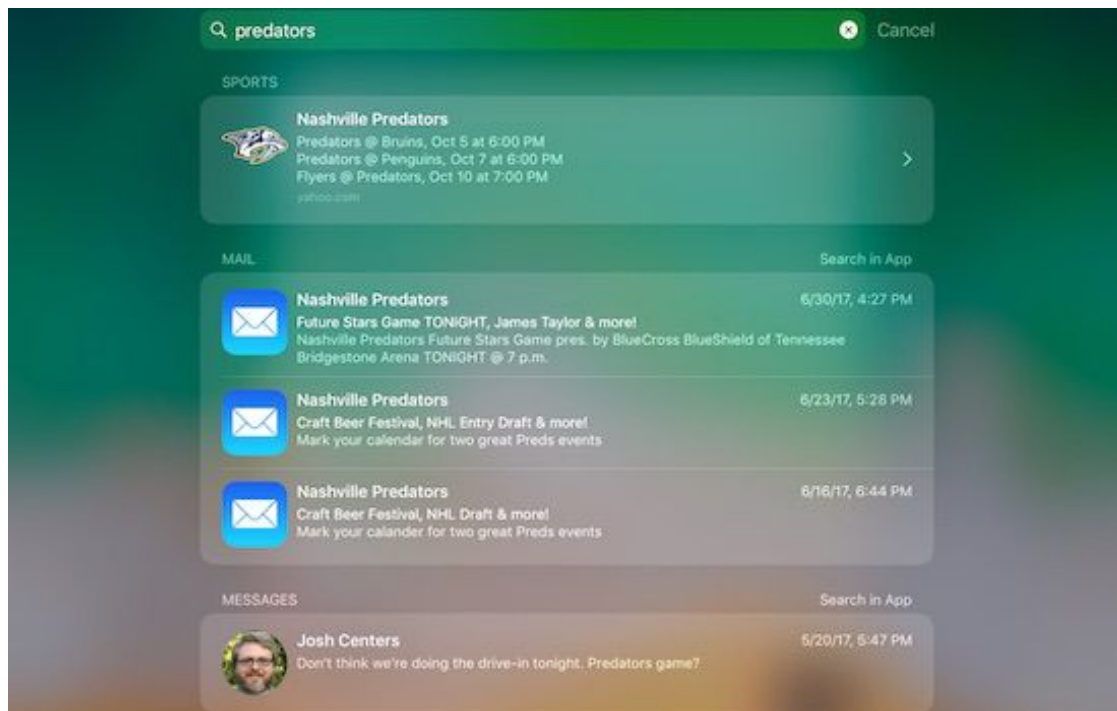 predators
Cancel
SPORTS
Nashville Predators
Predators @ Bruins, Oct 5 at 6:00 PM
Predators @ Penguins, Oct 7 at 6:00 PM
Flyers @ Predators, Oct 10 at 7:00 PM
yahoo.com
MAIL
Search in App
Nashville Predators
6/30/17, 4:27 PM
Future Stars Game TONIGHT, James Taylor & more!
Nashville Predators Future Stars Game pres. by BlueCross BlueShield of Tennessee
Bridgestone Arena TONIGHT @ 7 p.m.
Nashville Predators
6/23/17, 5:28 PM
Craft Beer Festival, NHL Entry Draft & more!
Mark your calendar for two great Preds events
Nashville Predators
6/16/17, 6:44 PM
Craft Beer Festival, NHL Draft & more!
Mark your calander for two great Preds events
MESSAGES
Search in App
Josh Centers
5/20/17, 5:47 PM
Don't think we're doing the drive-in tonight. Predators game?